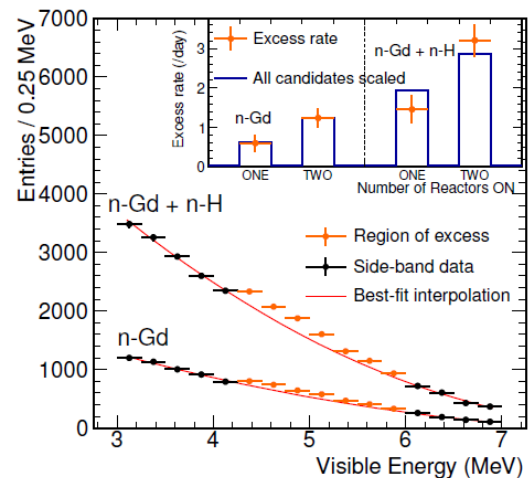 7000
6000
5000
4000
3000
2000
1000
0
Entries / 0.25 MeV
3
2
1
0
Excess rate (/day)
Excess rate
All candidates scaled
n-Gd
n-Gd + n-H
ONE TWO ONE TWO
Number of Reactors ON
n-Gd + n-H
n-Gd
Region of excess
Side-band data
Best-fit interpolation
3 4 5 6 7
Visible Energy (MeV)